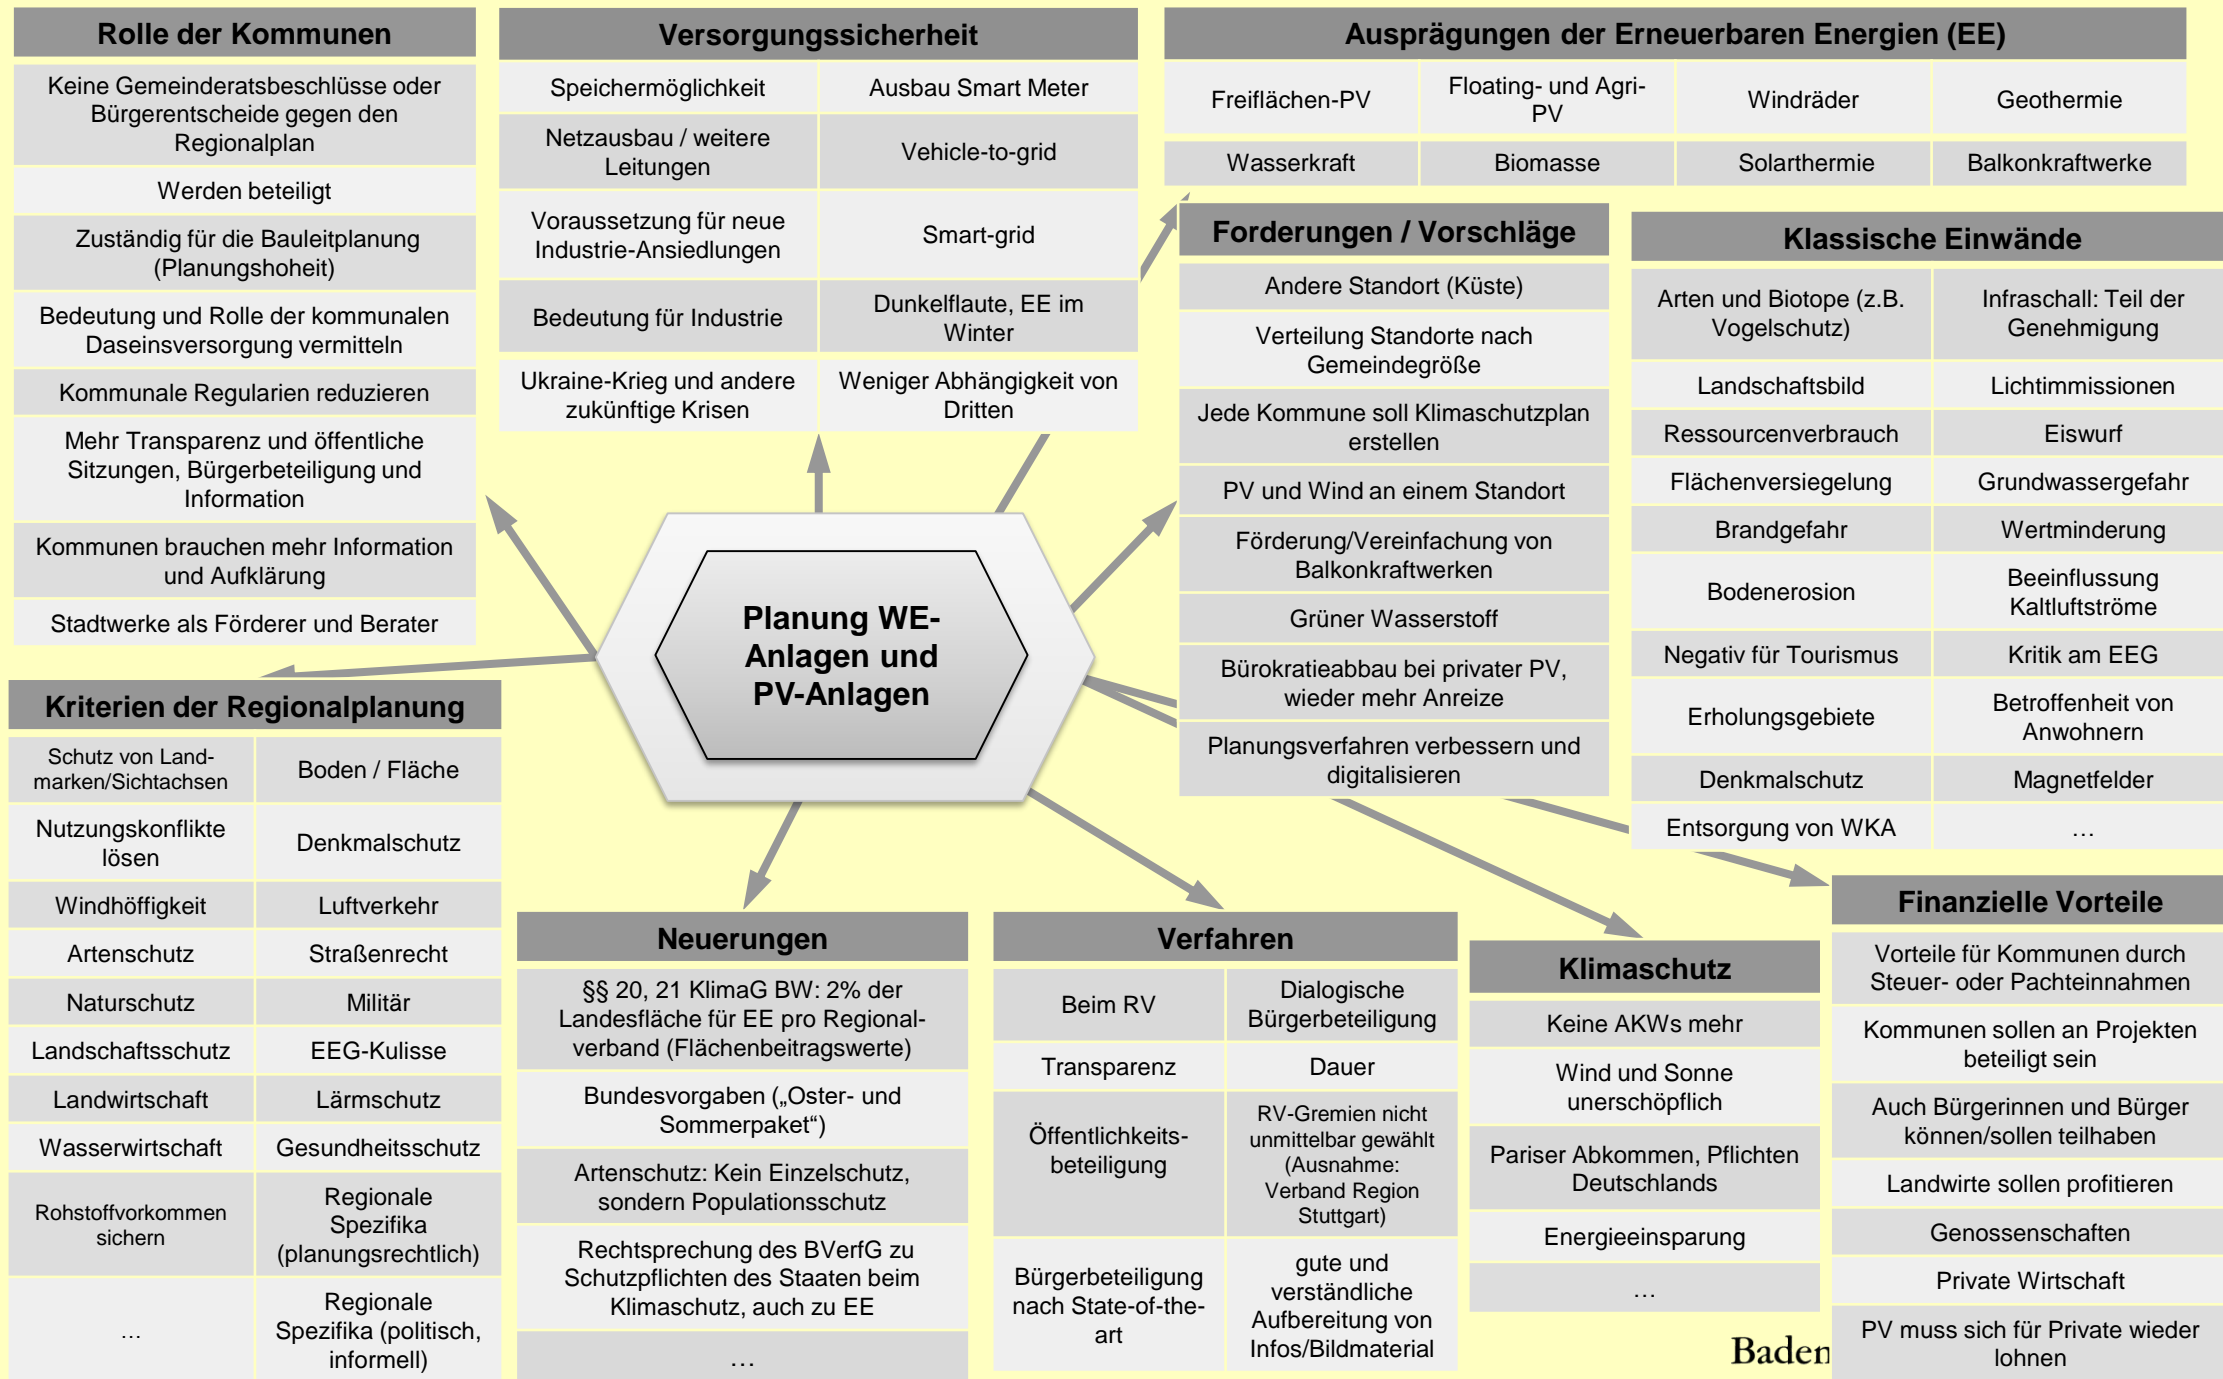 Rolle der Kommunen
Keine Gemeinderatsbeschlüsse oder
Bürgerentscheide gegen den
Regionalplan
Werden beteiligt
Zuständig für die Bauleitplanung
(Planungshoheit)
Bedeutung und Rolle der kommunalen
Daseinsversorgung vermitteln
Kommunale Regularien reduzieren
Mehr Transparenz und öffentliche
Sitzungen, Bürgerbeteiligung und
Information
Kommunen brauchen mehr Information
und Aufklärung
Stadtwerke als Förderer und Berater
Versorgungssicherheit
Speichermöglichkeit
Ausbau Smart Meter
Netzausbau / weitere
Leitungen
Vehicle-to-grid
Voraussetzung für neue
Industrie-Ansiedlungen
Smart-grid
Bedeutung für Industrie
Dunkelflaute, EE im
Winter
Ukraine-Krieg und andere
zukünftige Krisen
Weniger Abhängigkeit von
Dritten
Ausprägungen der Erneuerbaren Energien (EE)
Freiflächen-PV
Floating- und Agri-
PV
Windräder
Geothermie
Wasserkraft
Biomasse
Solarthermie
Balkonkraftwerke
Forderungen / Vorschläge
Andere Standort (Küste)
Verteilung Standorte nach
Gemeindegröße
Jede Kommune soll Klimaschutzplan
erstellen
PV und Wind an einem Standort
Förderung/Vereinfachung von
Balkonkraftwerken
Grüner Wasserstoff
Bürokratieabbau bei privater PV,
wieder mehr Anreize
Planungsverfahren verbessern und
digitalisieren
Klassische Einwände
Arten und Biotope (z.B.
Vogelschutz)
Infraschall: Teil der
Genehmigung
Landschaftsbild
Lichtimmissionen
Ressourcenverbrauch
Eiswurf
Flächenversiegelung
Grundwassergefahr
Brandgefahr
Wertminderung
Bodenerosion
Beeinflussung
Kaltluftströme
Negativ für Tourismus
Kritik am EEG
Erholungsgebiete
Betroffenheit von
Anwohnern
Denkmalschutz
Magnetfelder
Entsorgung von WKA
…
Planung WE-
Anlagen und
PV-Anlagen
Kriterien der Regionalplanung
Schutz von Land-
marken/Sichtachsen
Boden / Fläche
Nutzungskonflikte
lösen
Denkmalschutz
Windhöffigkeit
Luftverkehr
Artenschutz
Straßenrecht
Naturschutz
Militär
Landschaftsschutz
EEG-Kulisse
Landwirtschaft
Lärmschutz
Wasserwirtschaft
Gesundheitsschutz
Rohstoffvorkommen
sichern
Regionale
Spezifika
(planungsrechtlich)
…
Regionale
Spezifika (politisch,
informell)
Neuerungen
§§ 20, 21 KlimaG BW: 2% der
Landesfläche für EE pro Regional-
verband (Flächenbeitragswerte)
Bundesvorgaben („Oster- und
Sommerpaket“)
Artenschutz: Kein Einzelschutz,
sondern Populationsschutz
Rechtsprechung des BVerfG zu
Schutzpflichten des Staaten beim
Klimaschutz, auch zu EE
…
Verfahren
Beim RV
Dialogische
Bürgerbeteiligung
Transparenz
Dauer
Öffentlichkeits-
beteiligung
RV-Gremien nicht
unmittelbar gewählt
(Ausnahme:
Verband Region
Stuttgart)
Bürgerbeteiligung
nach State-of-the-
art
gute und
verständliche
Aufbereitung von
Infos/Bildmaterial
Klimaschutz
Keine AKWs mehr
Wind und Sonne
unerschöpflich
Pariser Abkommen, Pflichten
Deutschlands
Energieeinsparung
…
Finanzielle Vorteile
Vorteile für Kommunen durch
Steuer- oder Pachteinnahmen
Kommunen sollen an Projekten
beteiligt sein
Auch Bürgerinnen und Bürger
können/sollen teilhaben
Landwirte sollen profitieren
Genossenschaften
Private Wirtschaft
PV muss sich für Private wieder
lohnen
Baden